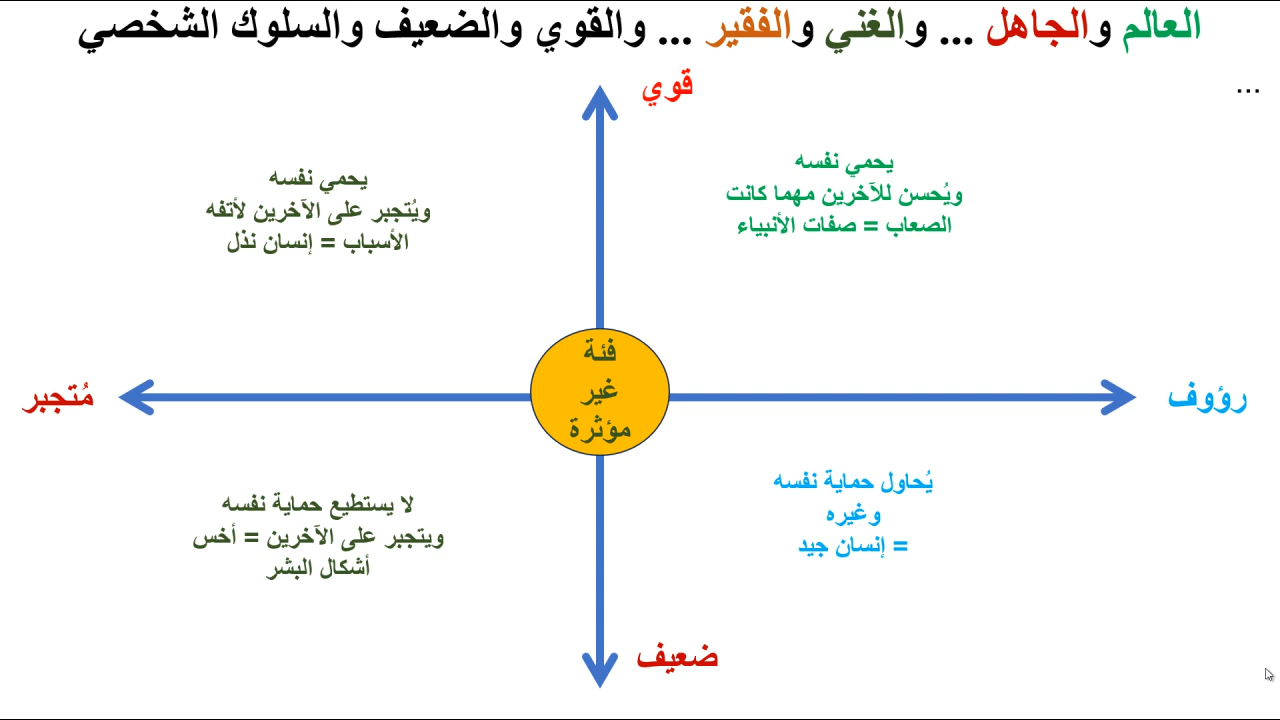 العالم والجاهل ... والغني والفقير ... والقوي والضعيف والسلوك الشخصي
...
قوي
يحمي نفسه
ويُحسن للآخرين مهما كانت
الصعاب = صفات الأنبياء
يحمي نفسه
ويُتجبر على الآخرين لأتفه
الأسباب = إنسان نذل
رؤوف
فئة
غير
مؤثرة
مُتجبر
يُحاول حماية نفسه
وغيره
= إنسان جيد
لا يستطيع حماية نفسه
ويتجبر على الآخرين = أخس
أشكال البشر
ضعيف